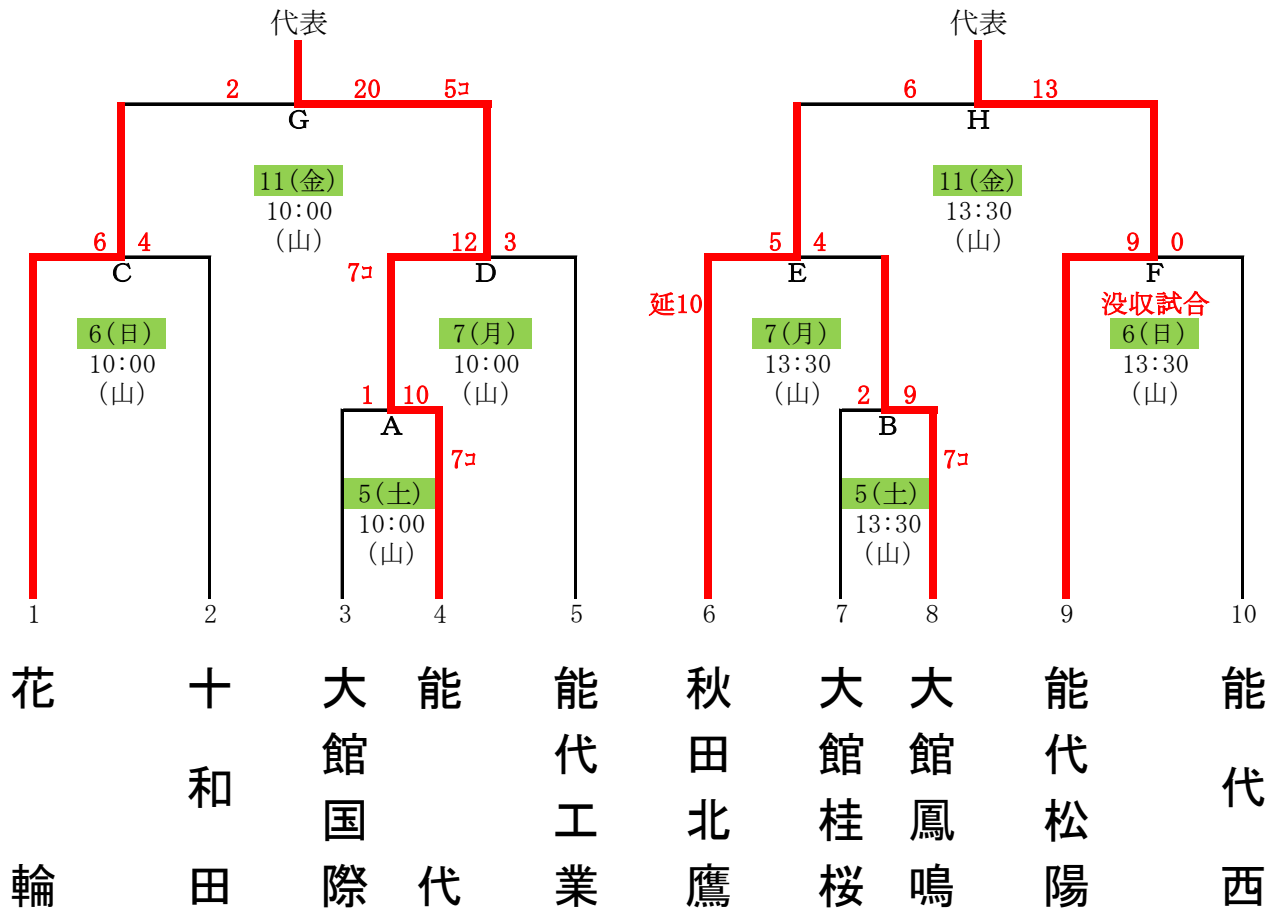 代表 代表
2 20 5コ 6 13
G H
11(金) 11(金)
10:00 13:30
(山) (山)
6 4 12 3 5 4 9 0
C 7コ D E F
延10 没収試合
6(日) 7(月) 7(月) 6(日)
10:00 10:00 13:30 13:30
(山) (山) (山) (山)
1 10 2 9
A B
7コ 7コ
5(土) 5(土)
10:00 13:30
(山) (山)
1 2 3 4 5 6 7 8 9 10
花輪
十和田
大館国際
能代
能代工業
秋田北鷹
大館桂桜
大館鳳鳴
能代松陽
能代西